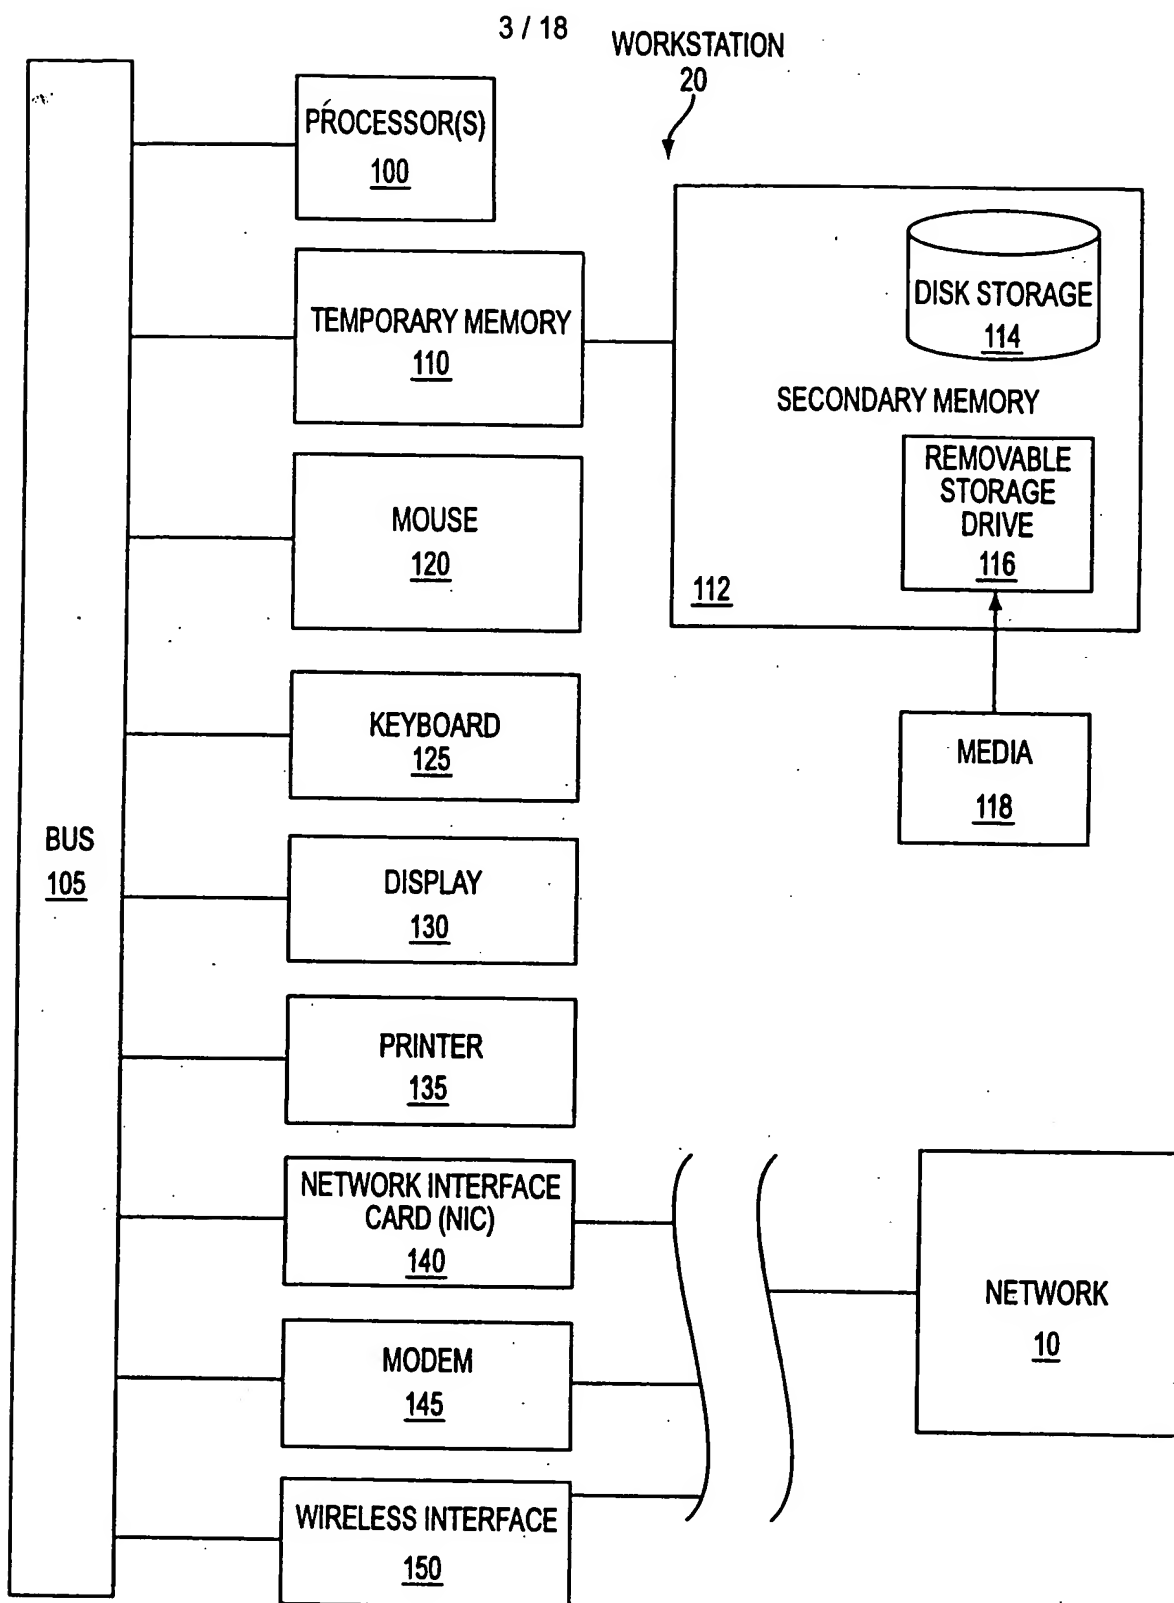 3 / 18
WORKSTATION
20
PROCESSOR(S)
100
TEMPORARY MEMORY
110
DISK STORAGE
114
SECONDARY MEMORY
REMOVABLE
STORAGE
DRIVE
116
112
MOUSE
120
KEYBOARD
125
MEDIA
118
BUS
105
DISPLAY
130
PRINTER
135
NETWORK INTERFACE
CARD (NIC)
140
NETWORK
10
MODEM
145
WIRELESS INTERFACE
150